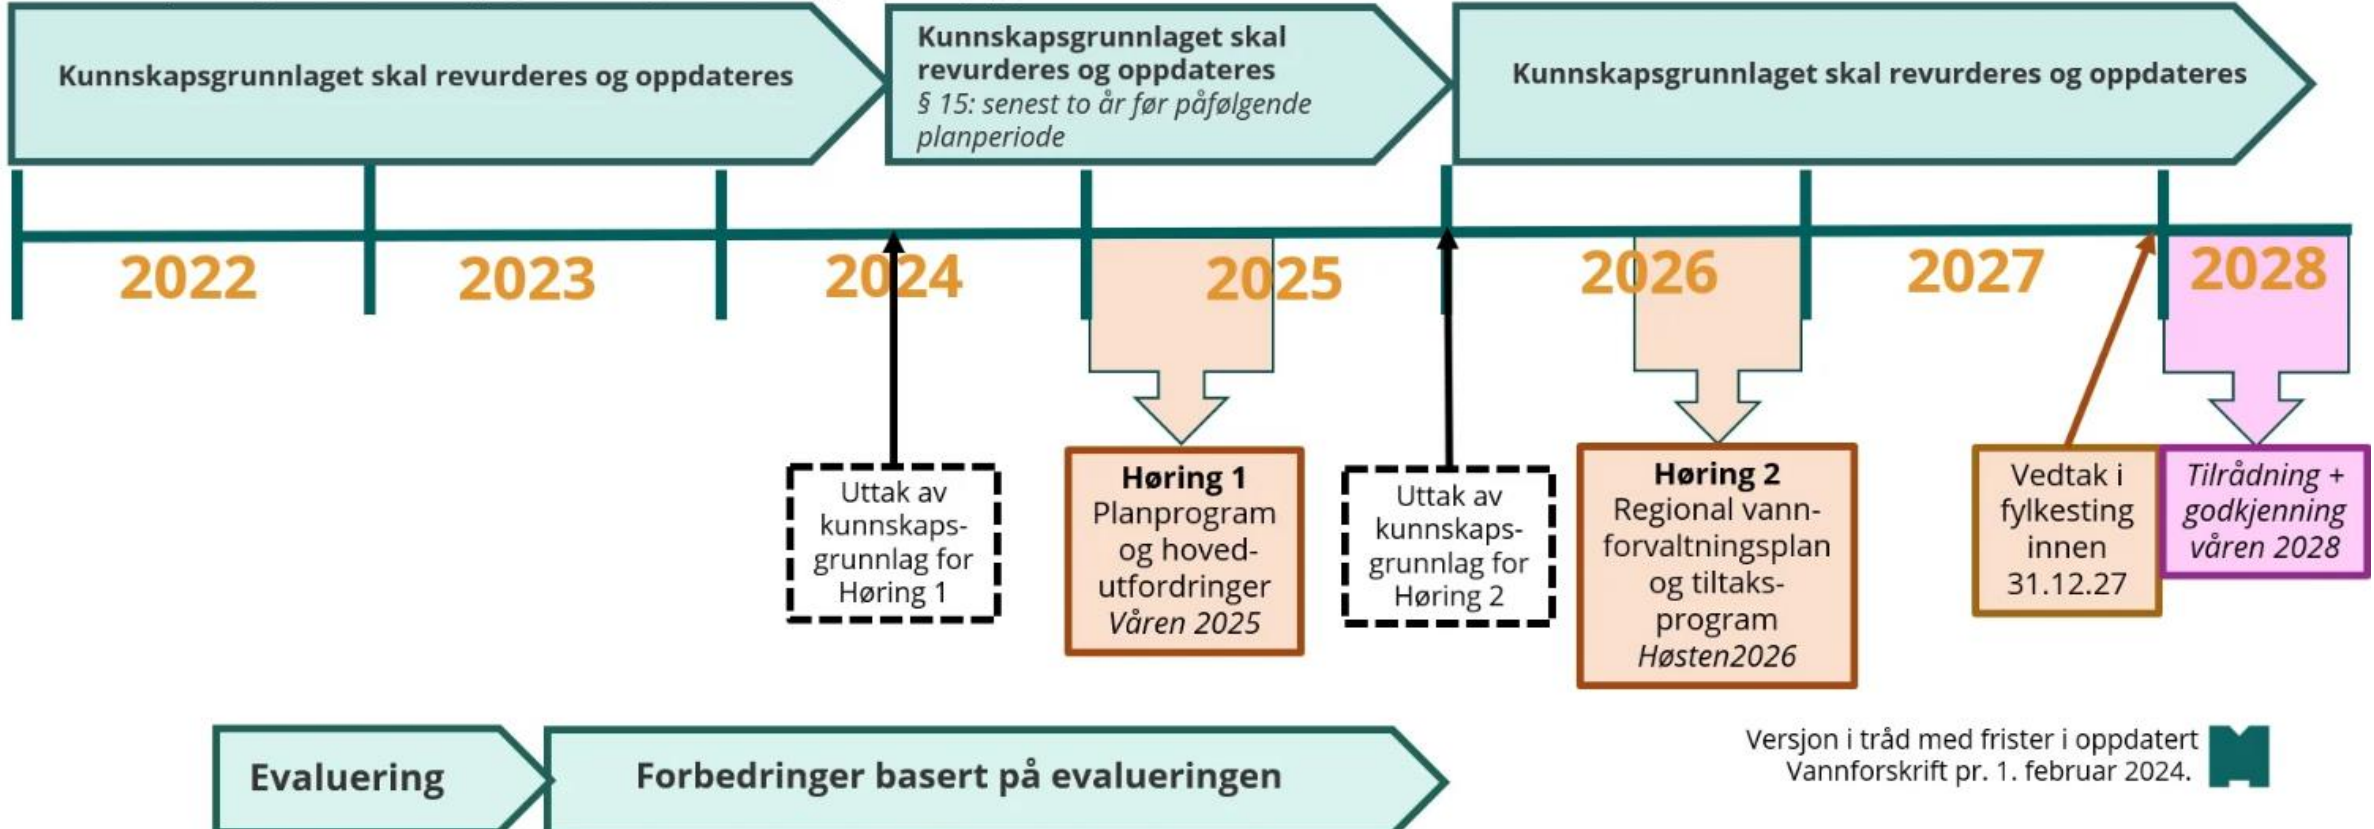 Kunnskapsgrunnlaget skal revurderes og oppdateres
Kunnskapsgrunnlaget skal
revurderes og oppdateres
§ 15: senest to år før påfølgende
planperiode
Kunnskapsgrunnlaget skal revurderes og oppdateres
2022
2023
2024
2025
2026
2027
2028
Uttak av
kunnskaps-
grunnlag for
Høring 1
Høring 1
Planprogram
og hoved-
utfordringer
Våren 2025
Uttak av
kunnskaps-
grunnlag for
Høring 2
Høring 2
Regional vann-
forvaltningsplan
og tiltaks-
program
Høsten2026
Vedtak i
fylkesting
innen
31.12.27
Tilrådning +
godkjenning
våren 2028
Evaluering
Forbedringer basert på evalueringen
Versjon i tråd med frister i oppdatert
Vannforskrift pr. 1. februar 2024.